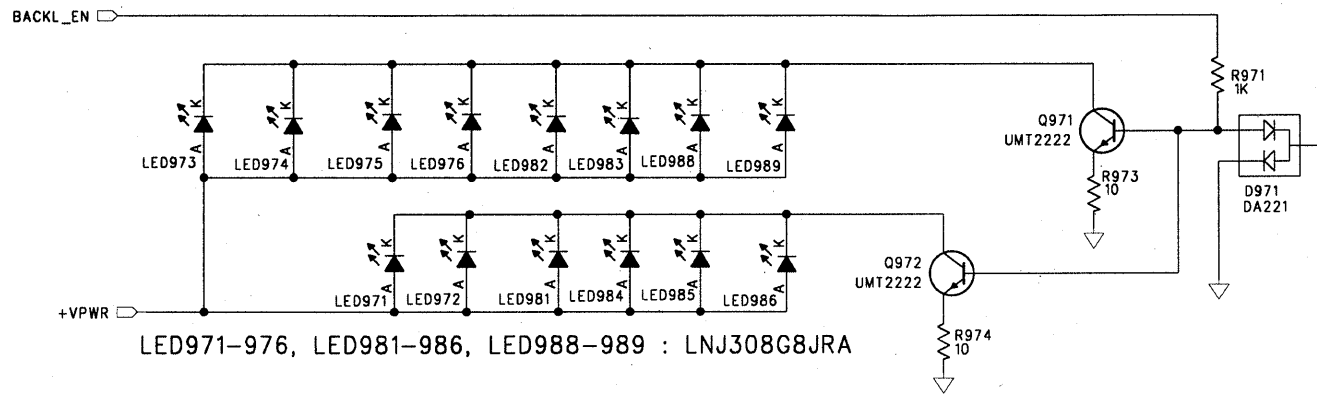 BACKL_EN
R971
1K
Q971
UMT2222
K K K K K K K K
A A A A A A A A
LED973 LED974 LED975 LED976 LED982 LED983 LED988 LED989
R973
10
D971
DA221
K K K K K K
A A A A A A
LED971 LED972 LED981 LED984 LED985 LED986
Q972
UMT2222
+VPWR
R974
10
LED971-976, LED981-986, LED988-989 : LNJ308G8JRA